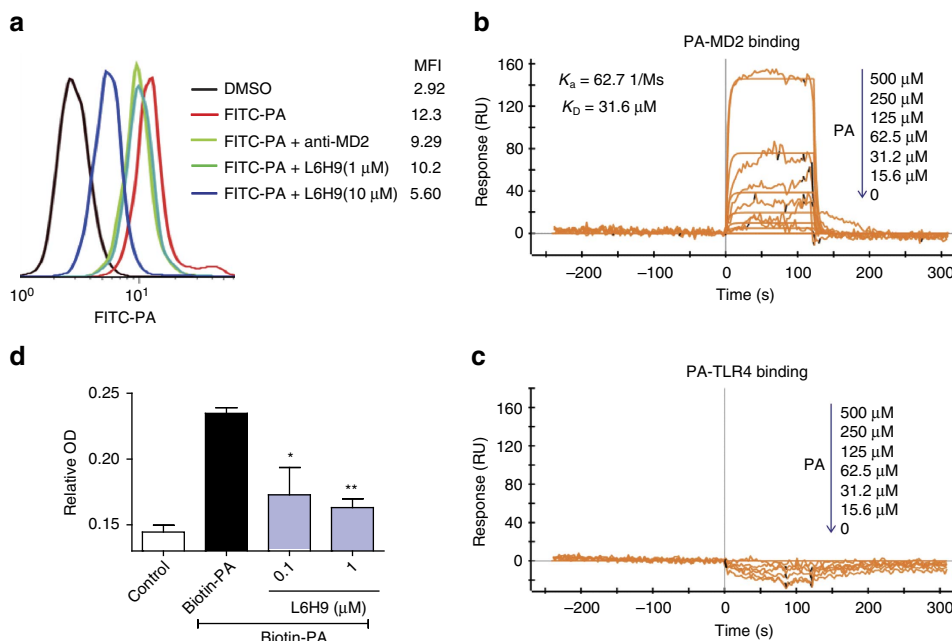 a
MFI
DMSO 2.92
FITC-PA 12.3
FITC-PA + anti-MD2 9.29
FITC-PA + L6H9(1 μM) 10.2
FITC-PA + L6H9(10 μM) 5.60
10⁰ 10¹
FITC-PA
b
PA-MD2 binding
Kₐ = 62.7 1/Ms
K_D = 31.6 μM
Response (RU)
160
120
80
40
0
PA
500 μM
250 μM
125 μM
62.5 μM
31.2 μM
15.6 μM
0
−200 −100 0 100 200 300
Time (s)
d
Relative OD
0.25
0.20
0.15
*
**
Control
Biotin-PA
0.1
1
L6H9 (μM)
Biotin-PA
c
PA-TLR4 binding
Response (RU)
160
120
80
40
0
PA
500 μM
250 μM
125 μM
62.5 μM
31.2 μM
15.6 μM
0
−200 −100 0 100 200 300
Time (s)